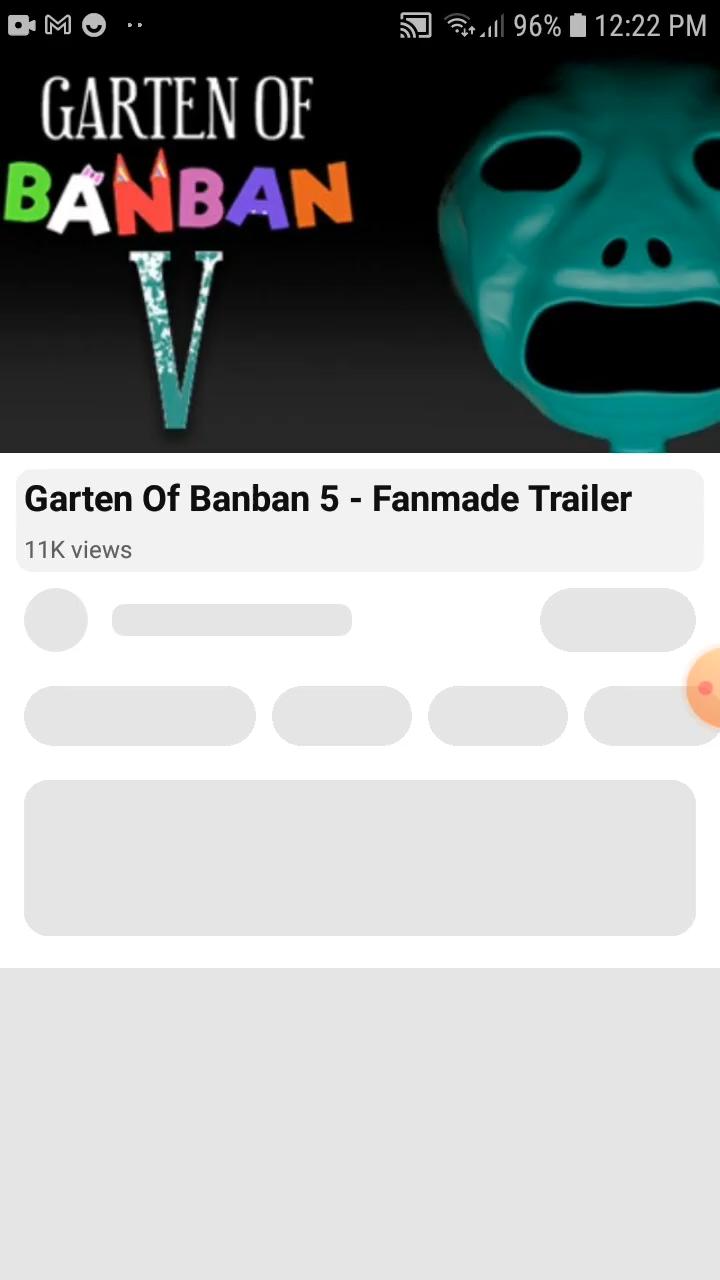 96% 12:22 PM
GARTEN OF
BANBAN
V
Garten Of Banban 5 - Fanmade Trailer
11K views